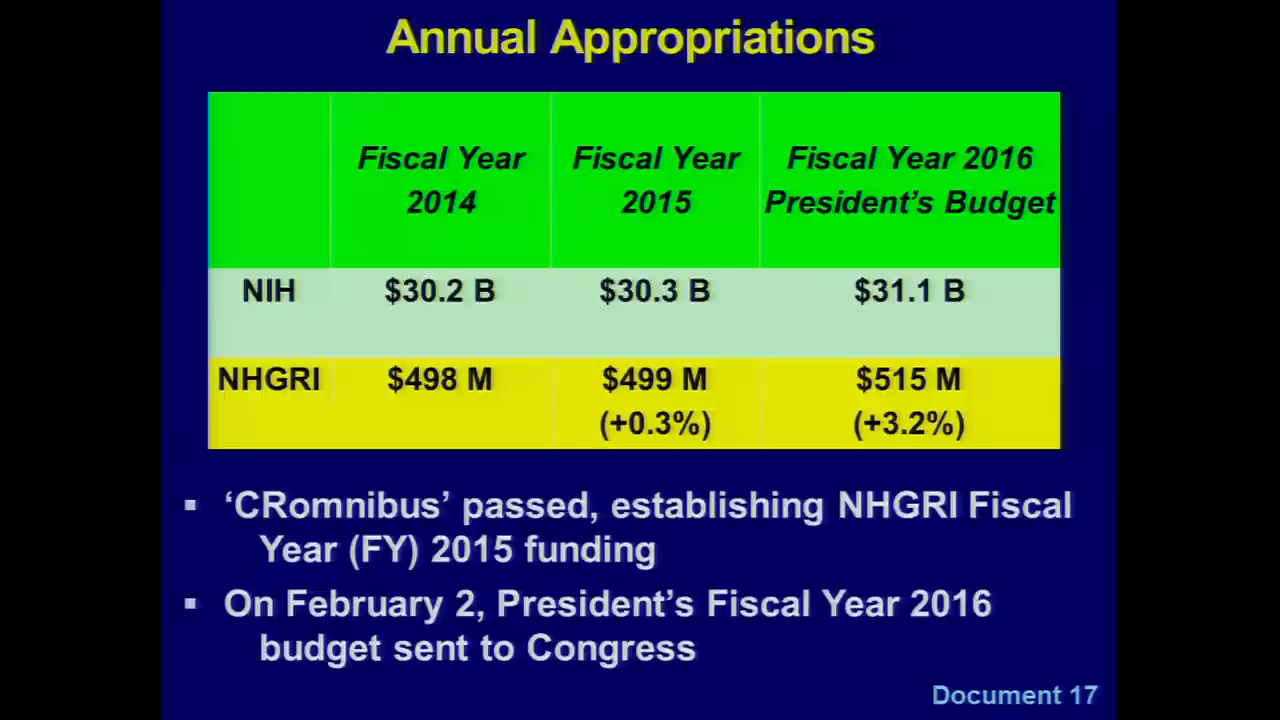 Annual Appropriations
Fiscal Year 2014
Fiscal Year 2015
Fiscal Year 2016 President's Budget
NIH $30.2 B $30.3 B $31.1 B
NHGRI $498 M $499 M $515 M
(+0.3%) (+3.2%)
▪ ‘CRomnibus’ passed, establishing NHGRI Fiscal
Year (FY) 2015 funding
▪ On February 2, President’s Fiscal Year 2016
budget sent to Congress
Document 17